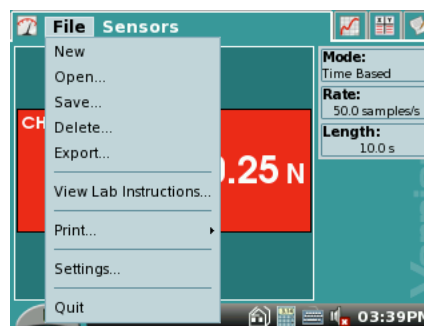 File Sensors
New
Open...
Save...
Delete...
Export...
View Lab Instructions...
Print...
Settings...
Quit
CH
.25 N
Mode:
Time Based
Rate:
50.0 samples/s
Length:
10.0 s
03:39PM